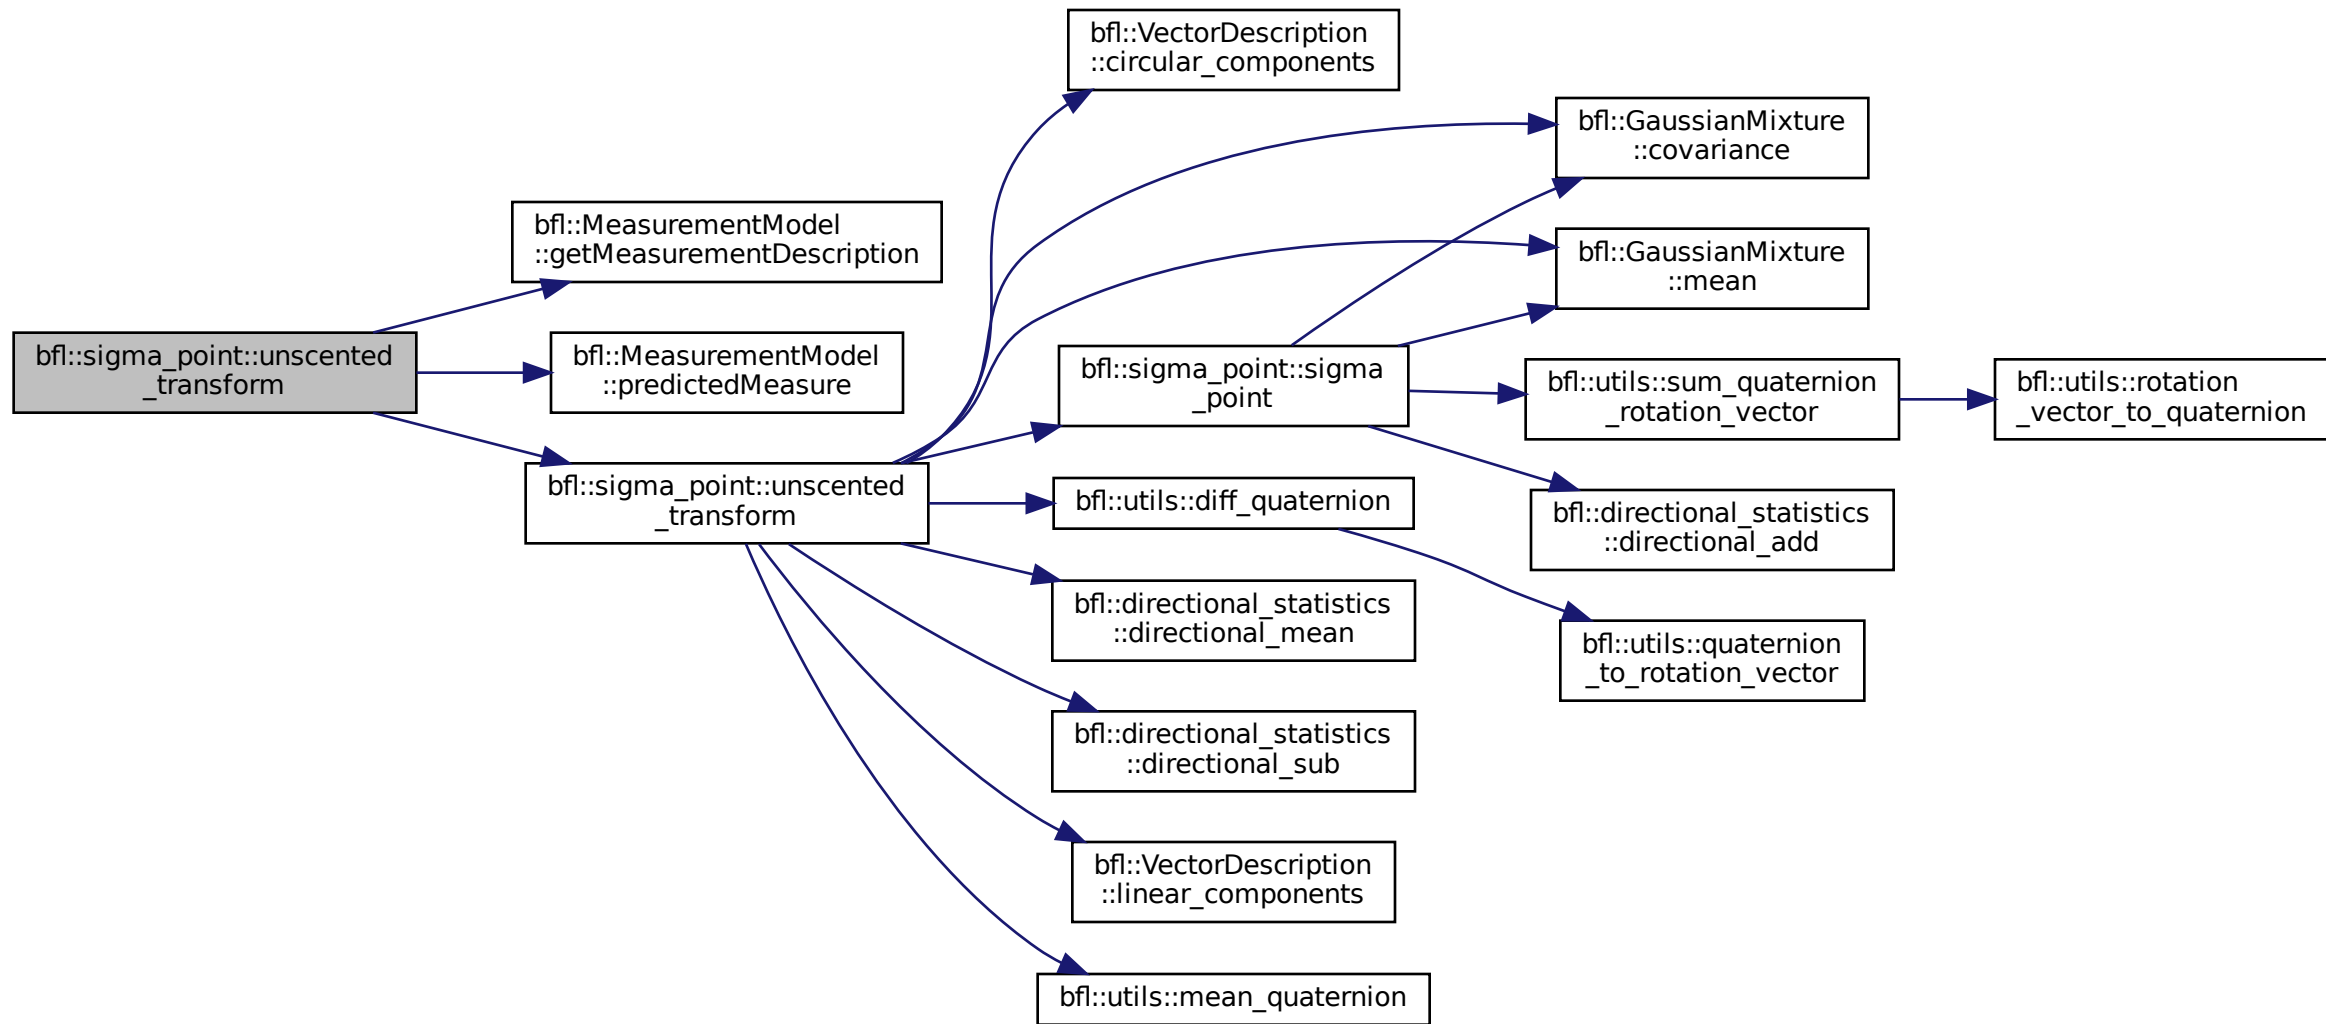 bfl::VectorDescription
::circular_components
bfl::GaussianMixture
::covariance
bfl::MeasurementModel
::getMeasurementDescription
bfl::GaussianMixture
::mean
bfl::sigma_point::unscented
_transform
bfl::MeasurementModel
::predictedMeasure
bfl::sigma_point::sigma
_point
bfl::utils::sum_quaternion
_rotation_vector
bfl::utils::rotation
_vector_to_quaternion
bfl::sigma_point::unscented
_transform
bfl::utils::diff_quaternion
bfl::directional_statistics
::directional_add
bfl::directional_statistics
::directional_mean
bfl::utils::quaternion
_to_rotation_vector
bfl::directional_statistics
::directional_sub
bfl::VectorDescription
::linear_components
bfl::utils::mean_quaternion